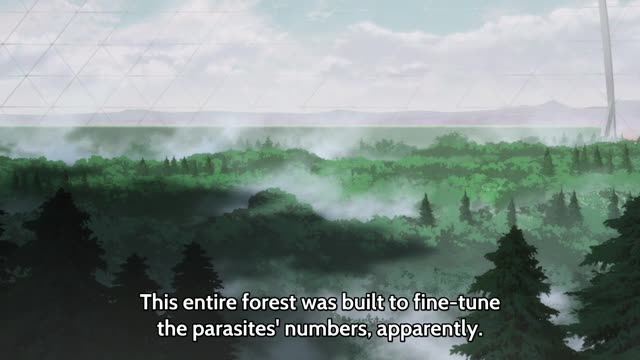 This entire forest was built to fine-tune
the parasites' numbers, apparently.